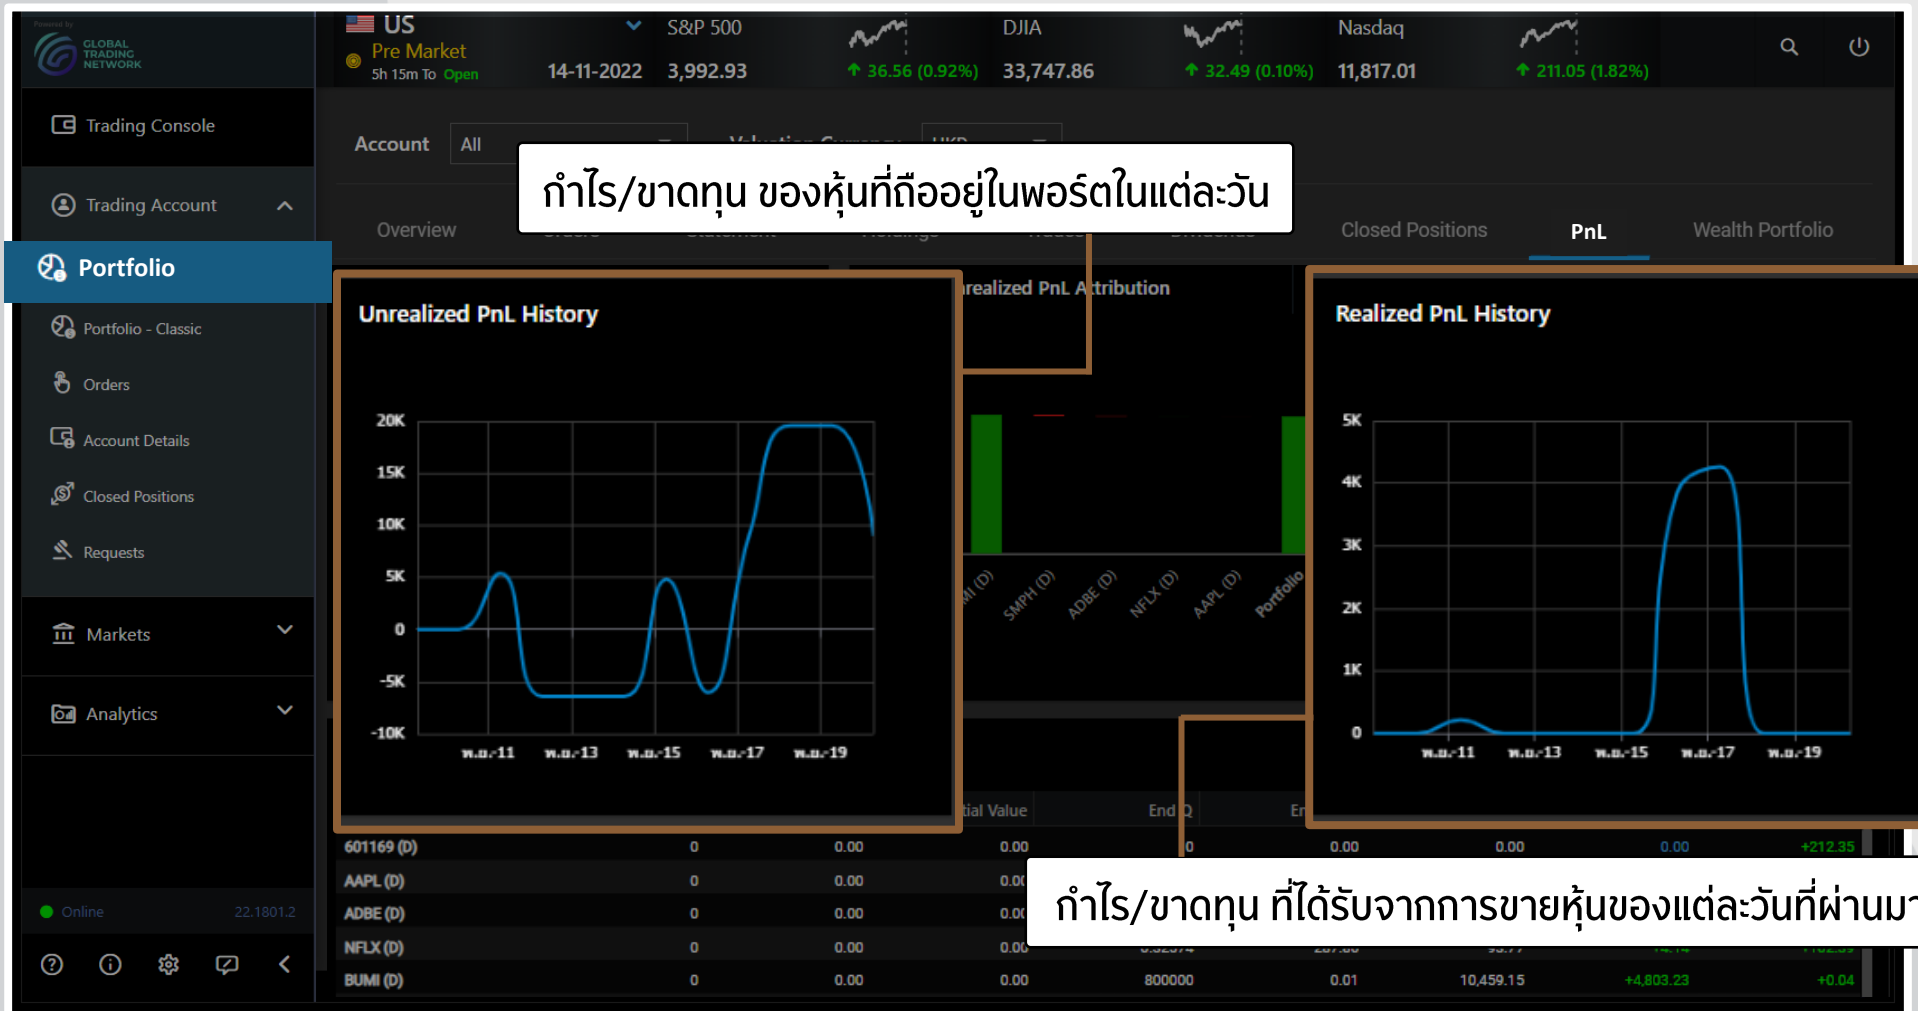 Powered by
GLOBAL
TRADING
NETWORK
US
Pre Market
5h 15m To Open
14-11-2022
S&P 500
3,992.93
36.56 (0.92%)
DJIA
33,747.86
32.49 (0.10%)
Nasdaq
11,817.01
211.05 (1.82%)
Trading Console
Trading Account
Portfolio
Portfolio - Classic
Orders
Account Details
Closed Positions
Requests
Markets
Analytics
Online
22.1801.2
Account
All
กำไร/ขาดทุน ของหุ้นที่ถืออยู่ในพอร์ตในแต่ละวัน
Overview
Closed Positions
PnL
Wealth Portfolio
Unrealized PnL History
20K
15K
10K
5K
0
-5K
-10K
พ.ย.-11 พ.ย.-13 พ.ย.-15 พ.ย.-17 พ.ย.-19
realized PnL Attribution
SMPH (D) ADBE (D) NFLX (D) AAPL (D) Portfolio
Realized PnL History
5K
4K
3K
2K
1K
0
พ.ย.-11 พ.ย.-13 พ.ย.-15 พ.ย.-17 พ.ย.-19
tial Value End Q
601169 (D) 0 0.00 0.00 0 0.00 0.00 0.00 +212.35
AAPL (D) 0 0.00 0.00
ADBE (D) 0 0.00 0.00
NFLX (D) 0 0.00 0.00
กำไร/ขาดทุน ที่ได้รับจากการขายหุ้นของแต่ละวันที่ผ่านมา
BUMI (D) 0 0.00 0.00 800000 0.01 10,459.15 +4,803.23 +0.04